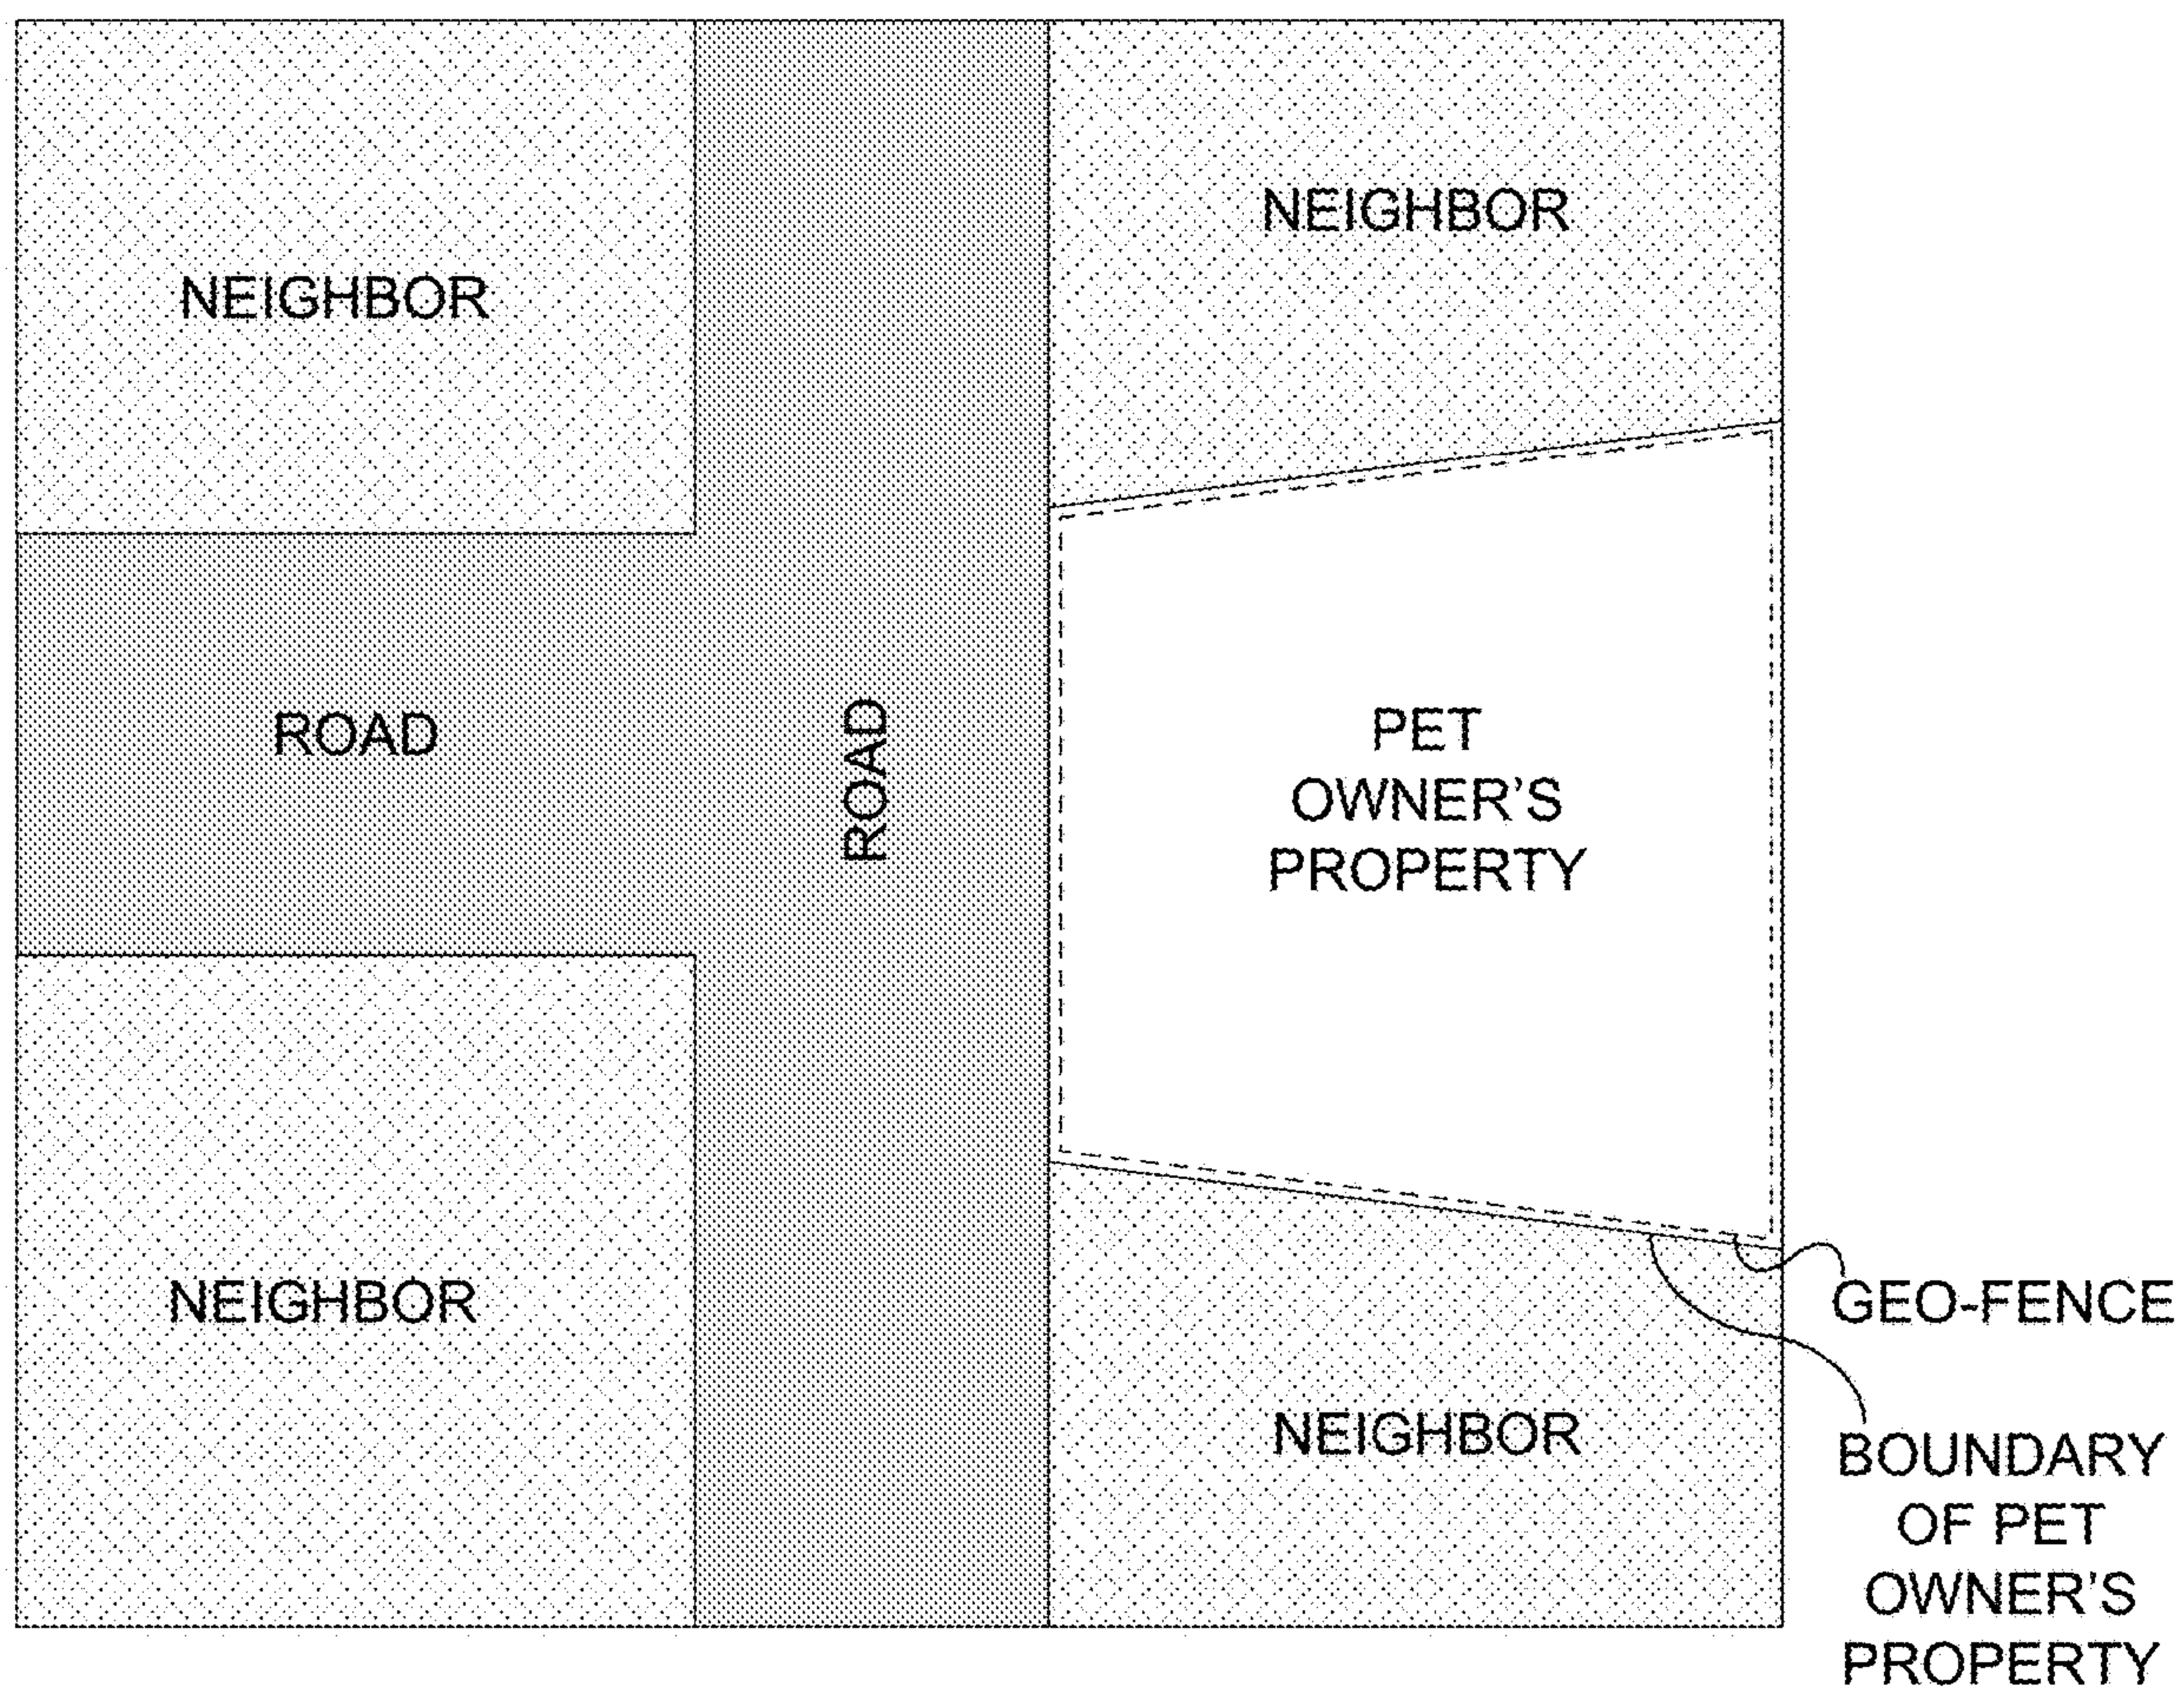 NEIGHBOR
NEIGHBOR
ROAD
ROAD
PET
OWNER'S
PROPERTY
NEIGHBOR
NEIGHBOR
GEO-FENCE
BOUNDARY
OF PET
OWNER'S
PROPERTY